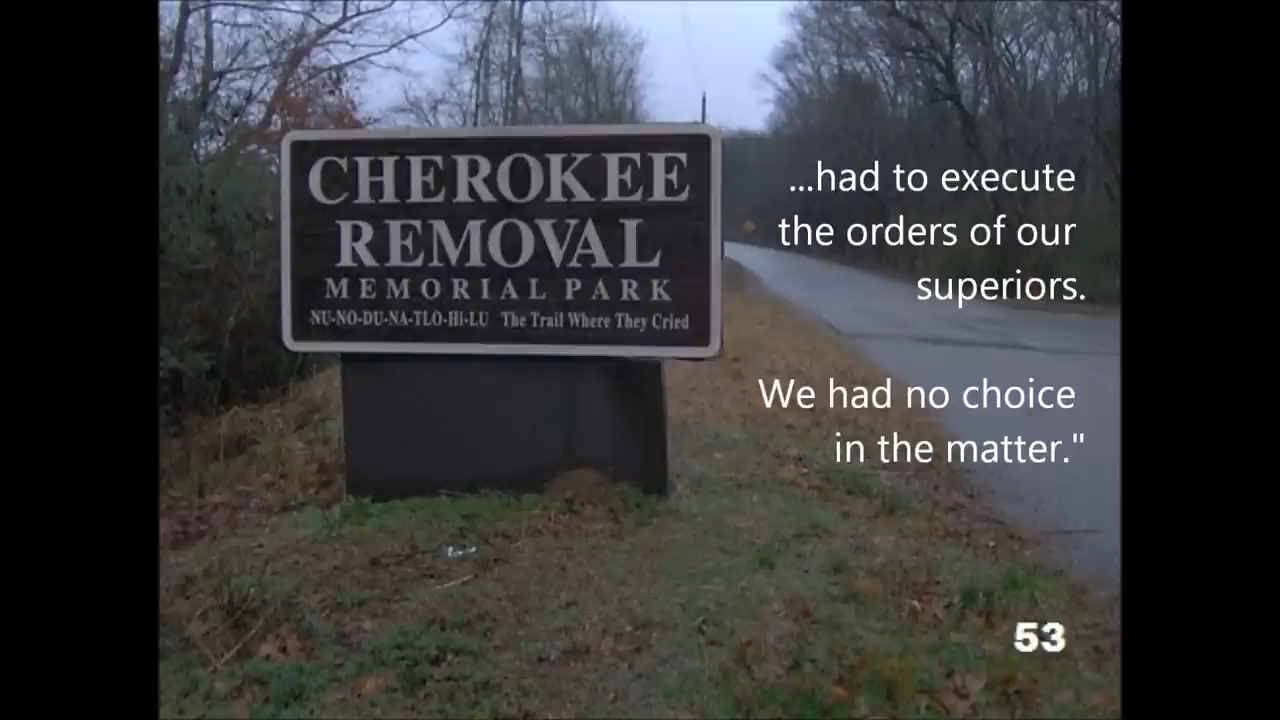 CHEROKEE
REMOVAL
MEMORIAL PARK
NU-NO-DU-NA-TLO-HI-LU The Trail Where They Cried
...had to execute
the orders of our
superiors.
We had no choice
in the matter."
53